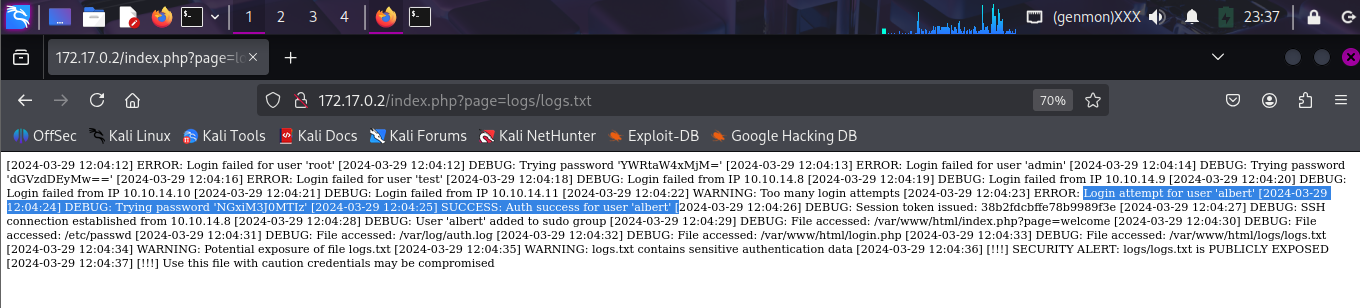 1 2 3 4 (genmon)XXX 23:37
172.17.0.2/index.php?page=lo
172.17.0.2/index.php?page=logs/logs.txt 70%
OffSec Kali Linux Kali Tools Kali Docs Kali Forums Kali NetHunter Exploit-DB Google Hacking DB
[2024-03-29 12:04:12] ERROR: Login failed for user 'root' [2024-03-29 12:04:12] DEBUG: Trying password 'YWRtaW4xMjM=' [2024-03-29 12:04:13] ERROR: Login failed for user 'admin' [2024-03-29 12:04:14] DEBUG: Trying password
'dGVzdDEyMw==' [2024-03-29 12:04:16] ERROR: Login failed for user 'test' [2024-03-29 12:04:18] DEBUG: Login failed from IP 10.10.14.8 [2024-03-29 12:04:19] DEBUG: Login failed from IP 10.10.14.9 [2024-03-29 12:04:20] DEBUG:
Login failed from IP 10.10.14.10 [2024-03-29 12:04:21] DEBUG: Login failed from IP 10.10.14.11 [2024-03-29 12:04:22] WARNING: Too many login attempts [2024-03-29 12:04:23] ERROR: Login attempt for user 'albert' [2024-03-29
12:04:24] DEBUG: Trying password 'NGxiM3J0MTIz' [2024-03-29 12:04:25] SUCCESS: Auth success for user 'albert' [2024-03-29 12:04:26] DEBUG: Session token issued: 38b2fdcbffe78b9989f3e [2024-03-29 12:04:27] DEBUG: SSH
connection established from 10.10.14.8 [2024-03-29 12:04:28] DEBUG: User 'albert' added to sudo group [2024-03-29 12:04:29] DEBUG: File accessed: /var/www/html/index.php?page=welcome [2024-03-29 12:04:30] DEBUG: File
accessed: /etc/passwd [2024-03-29 12:04:31] DEBUG: File accessed: /var/log/auth.log [2024-03-29 12:04:32] DEBUG: File accessed: /var/www/html/login.php [2024-03-29 12:04:33] DEBUG: File accessed: /var/www/html/logs/logs.txt
[2024-03-29 12:04:34] WARNING: Potential exposure of file logs.txt [2024-03-29 12:04:35] WARNING: logs.txt contains sensitive authentication data [2024-03-29 12:04:36] [!!!] SECURITY ALERT: logs/logs.txt is PUBLICLY EXPOSED
[2024-03-29 12:04:37] [!!!] Use this file with caution credentials may be compromised